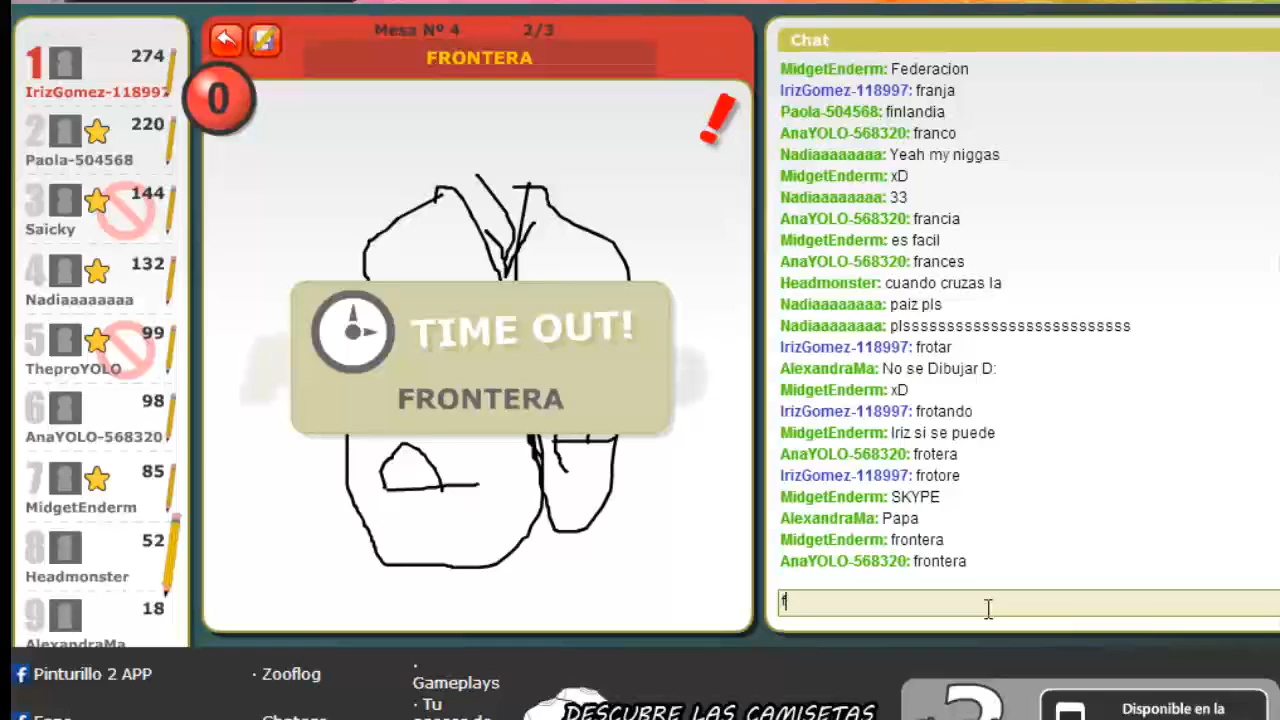 1 274
IrizGomez-118997
2 220
Paola-504568
3 144
Saicky
4 132
Nadiaaaaaaaa
5 99
TheproYOLO
6 98
AnaYOLO-568320
7 85
MidgetEnderm
8 52
Headmonster
9 18
AlexandraMa
Mesa Nº 4 2/3
FRONTERA
0
TIME OUT!
FRONTERA
Chat
MidgetEnderm: Federacion
IrizGomez-118997: franja
Paola-504568: finlandia
AnaYOLO-568320: franco
Nadiaaaaaaaa: Yeah my niggas
MidgetEnderm: xD
Nadiaaaaaaaa: 33
AnaYOLO-568320: francia
MidgetEnderm: es facil
AnaYOLO-568320: frances
Headmonster: cuando cruzas la
Nadiaaaaaaaa: paiz pls
Nadiaaaaaaaa: plsssssssssssssssssssssssssss
IrizGomez-118997: frotar
AlexandraMa: No se Dibujar D:
MidgetEnderm: xD
IrizGomez-118997: frotando
MidgetEnderm: Iriz si se puede
AnaYOLO-568320: frotera
IrizGomez-118997: frotore
MidgetEnderm: SKYPE
AlexandraMa: Papa
MidgetEnderm: frontera
AnaYOLO-568320: frontera
f
f Pinturillo 2 APP
· Zooflog
· Gameplays
· Tu
DESCUBRE LAS CAMISETAS
2
Disponible en la